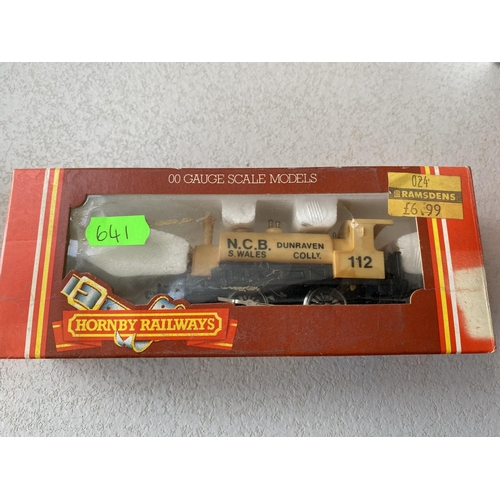 00 GAUGE SCALE MODELS
024
RAMSDENS
£6.99
641
N.C.B. DUNRAVEN
S.WALES COLLY.
112
HORNBY RAILWAYS